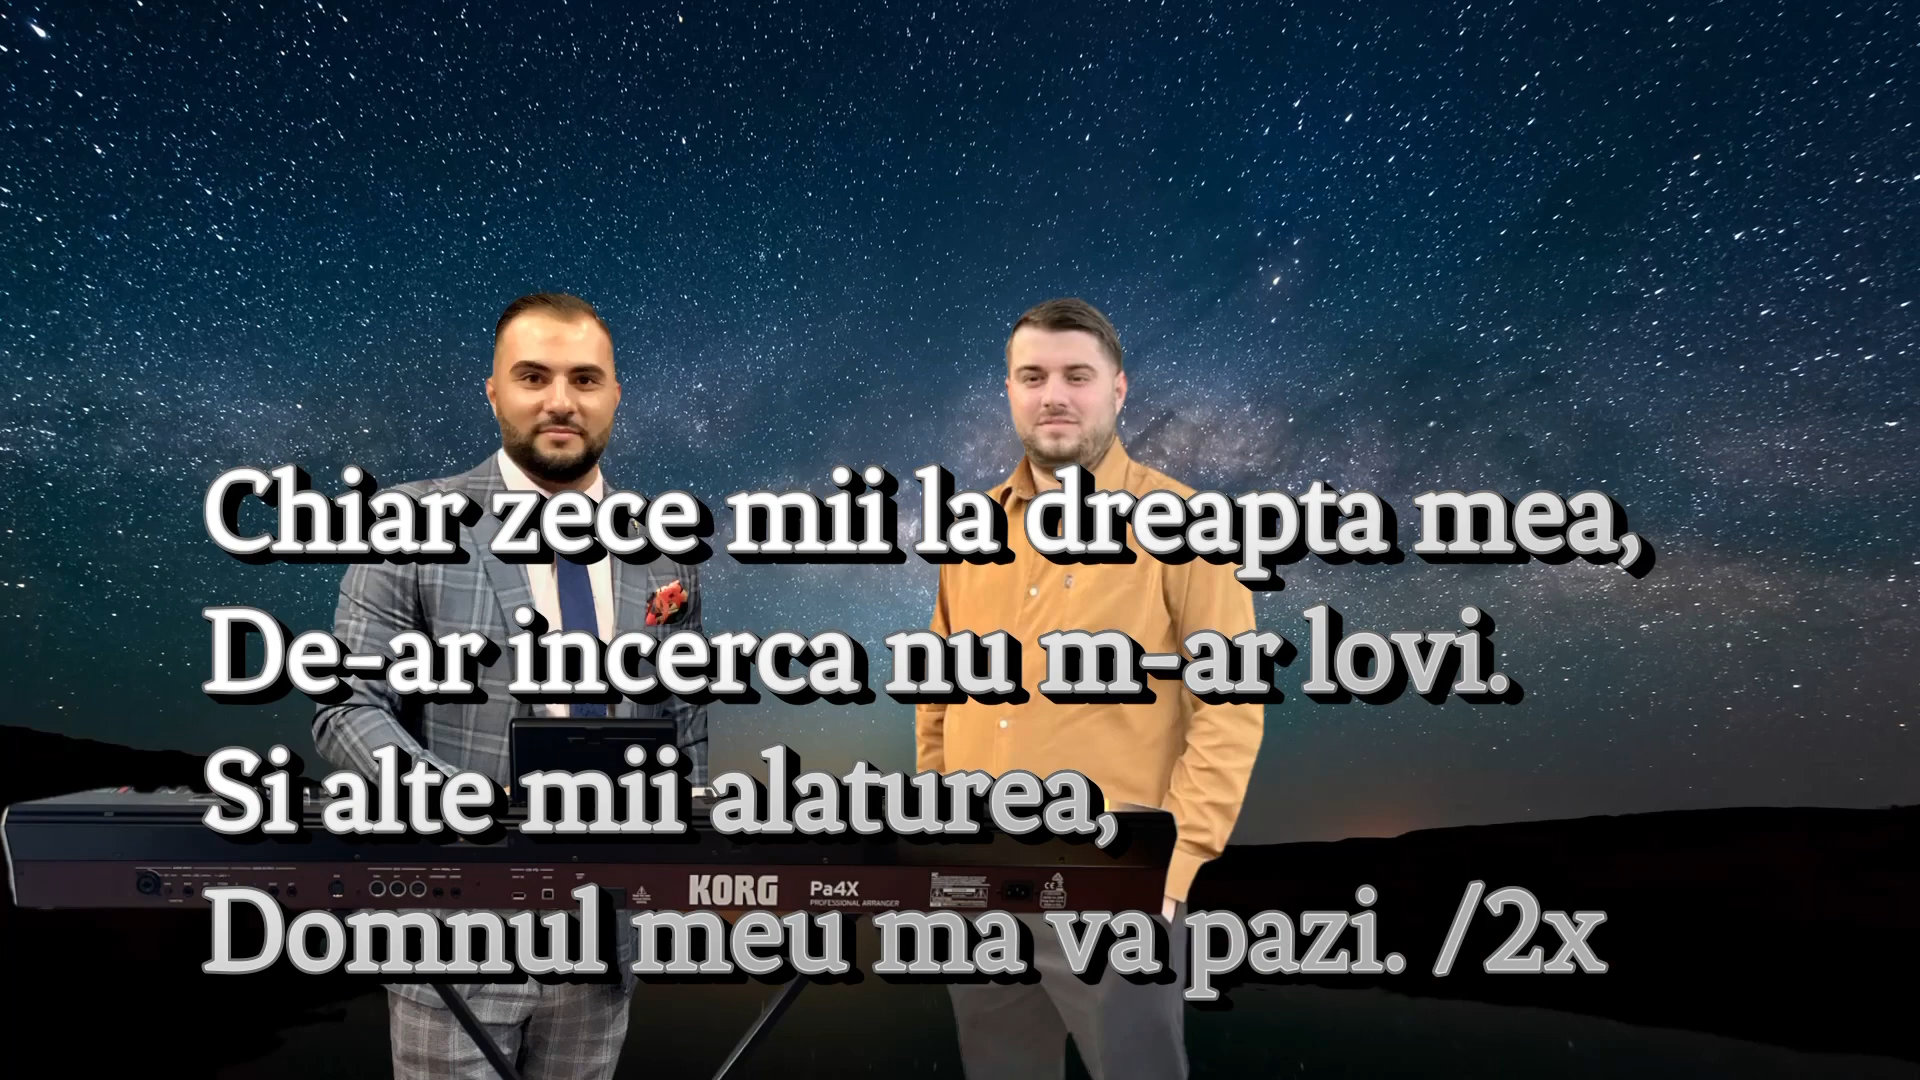 Chiar zece mii la dreapta mea,
De-ar incerca nu m-ar lovi.
Si alte mii alaturea,
KORG Pa4X
PROFESSIONAL ARRANGER
Domnul meu ma va pazi. /2x